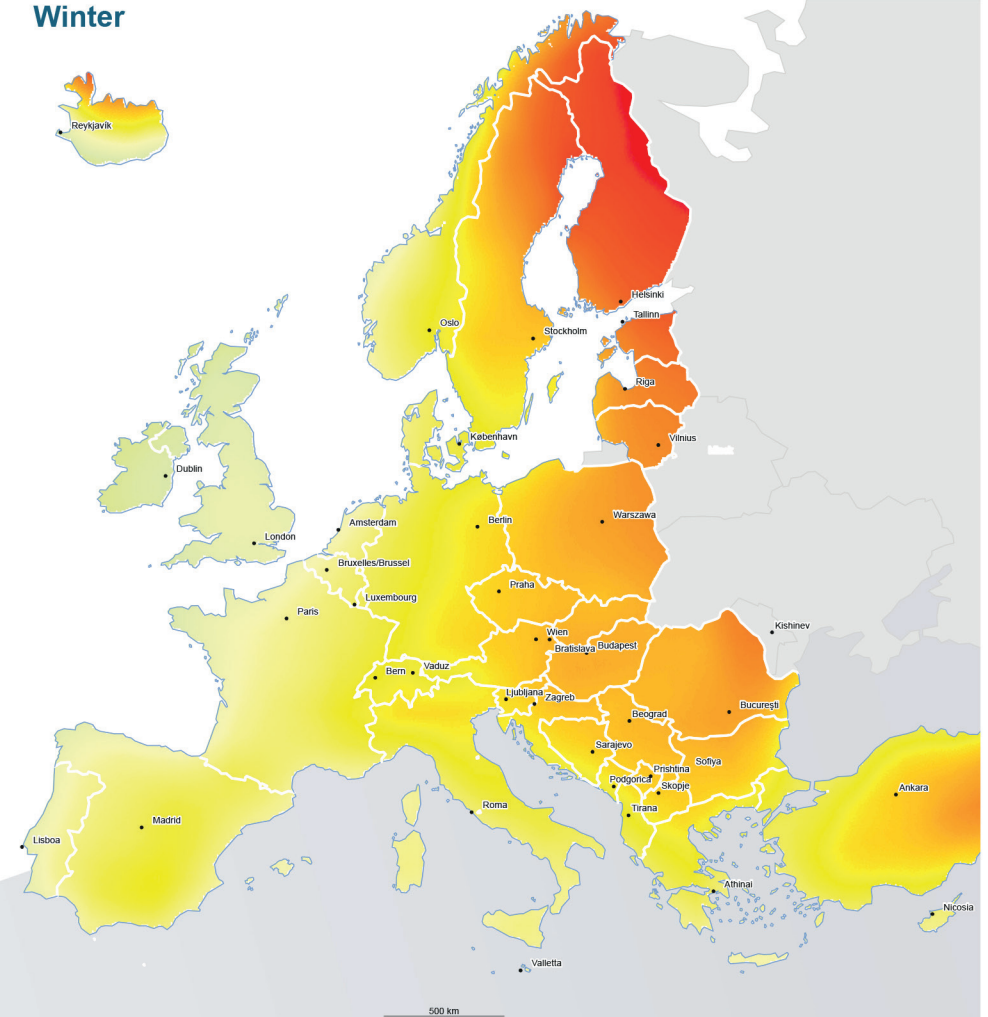 Winter
Reykjavík
Oslo
Helsinki
Tallinn
Stockholm
Riga
København
Vilnius
Dublin
London
Amsterdam
Berlin
Warszawa
Bruxelles/Brussel
Praha
Luxembourg
Paris
Kishinev
Wien
Bratislava
Budapest
Bern
Vaduz
Ljubljana
Zagreb
Bucureşti
Beograd
Sarajevo
Sofiya
Prishtina
Podgorica
Skopje
Ankara
Tirana
Roma
Madrid
Lisboa
Athinai
Nicosia
Valletta
500 km